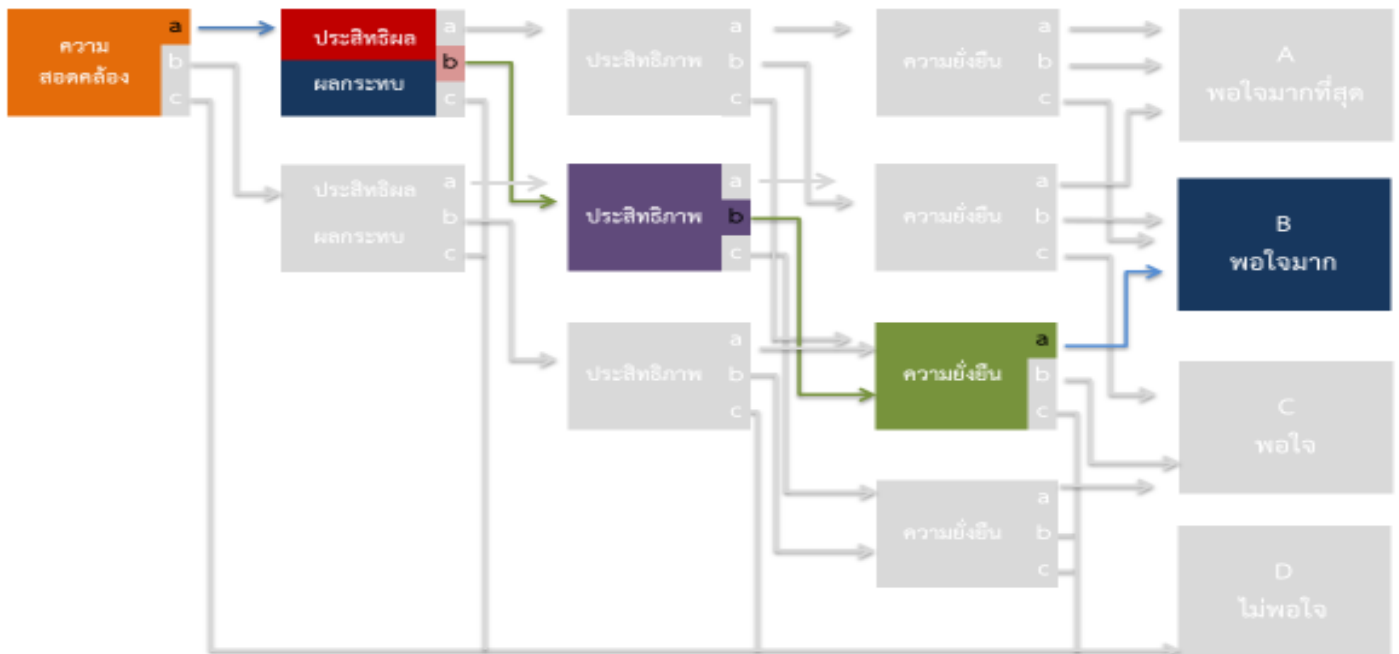 ความ
สอดคล้อง
a
b
c
ประสิทธิผล
ผลกระทบ
a
b
c
ประสิทธิภาพ
a
b
c
ความยั่งยืน
a
b
c
A
พอใจมากที่สุด
ประสิทธิผล
ผลกระทบ
a
b
c
ประสิทธิภาพ
a
b
c
ความยั่งยืน
a
b
c
B
พอใจมาก
ประสิทธิภาพ
a
b
c
ความยั่งยืน
a
b
c
C
พอใจ
ความยั่งยืน
a
b
c
D
ไม่พอใจ